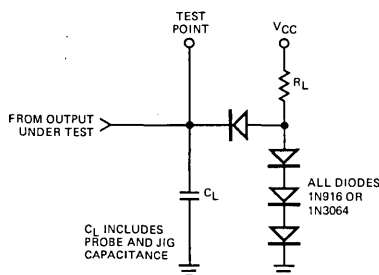 TEST
POINT
VCC
RL
FROM OUTPUT
UNDER TEST
CL
ALL DIODES
1N916 OR
1N3064
CL INCLUDES
PROBE AND JIG
CAPACITANCE